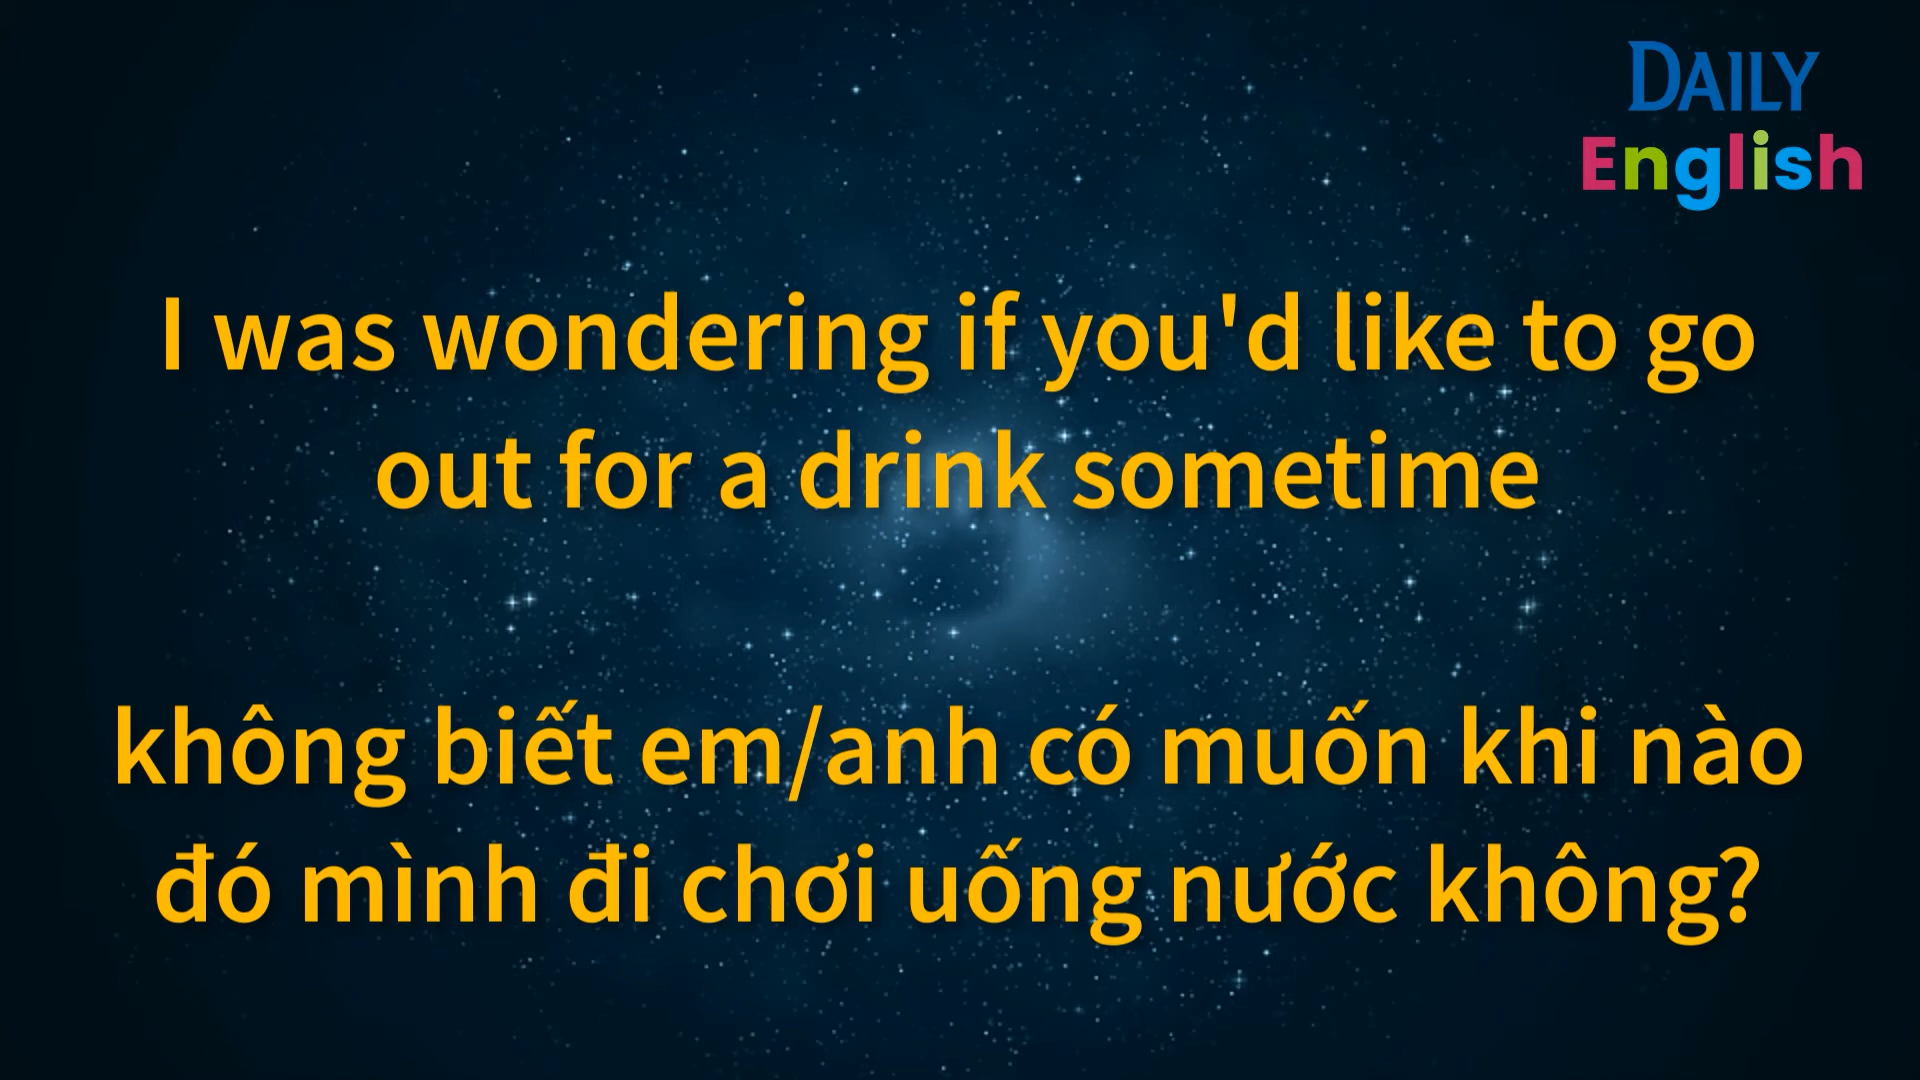 DAILY
English
I was wondering if you'd like to go
out for a drink sometime
không biết em/anh có muốn khi nào
đó mình đi chơi uống nước không?